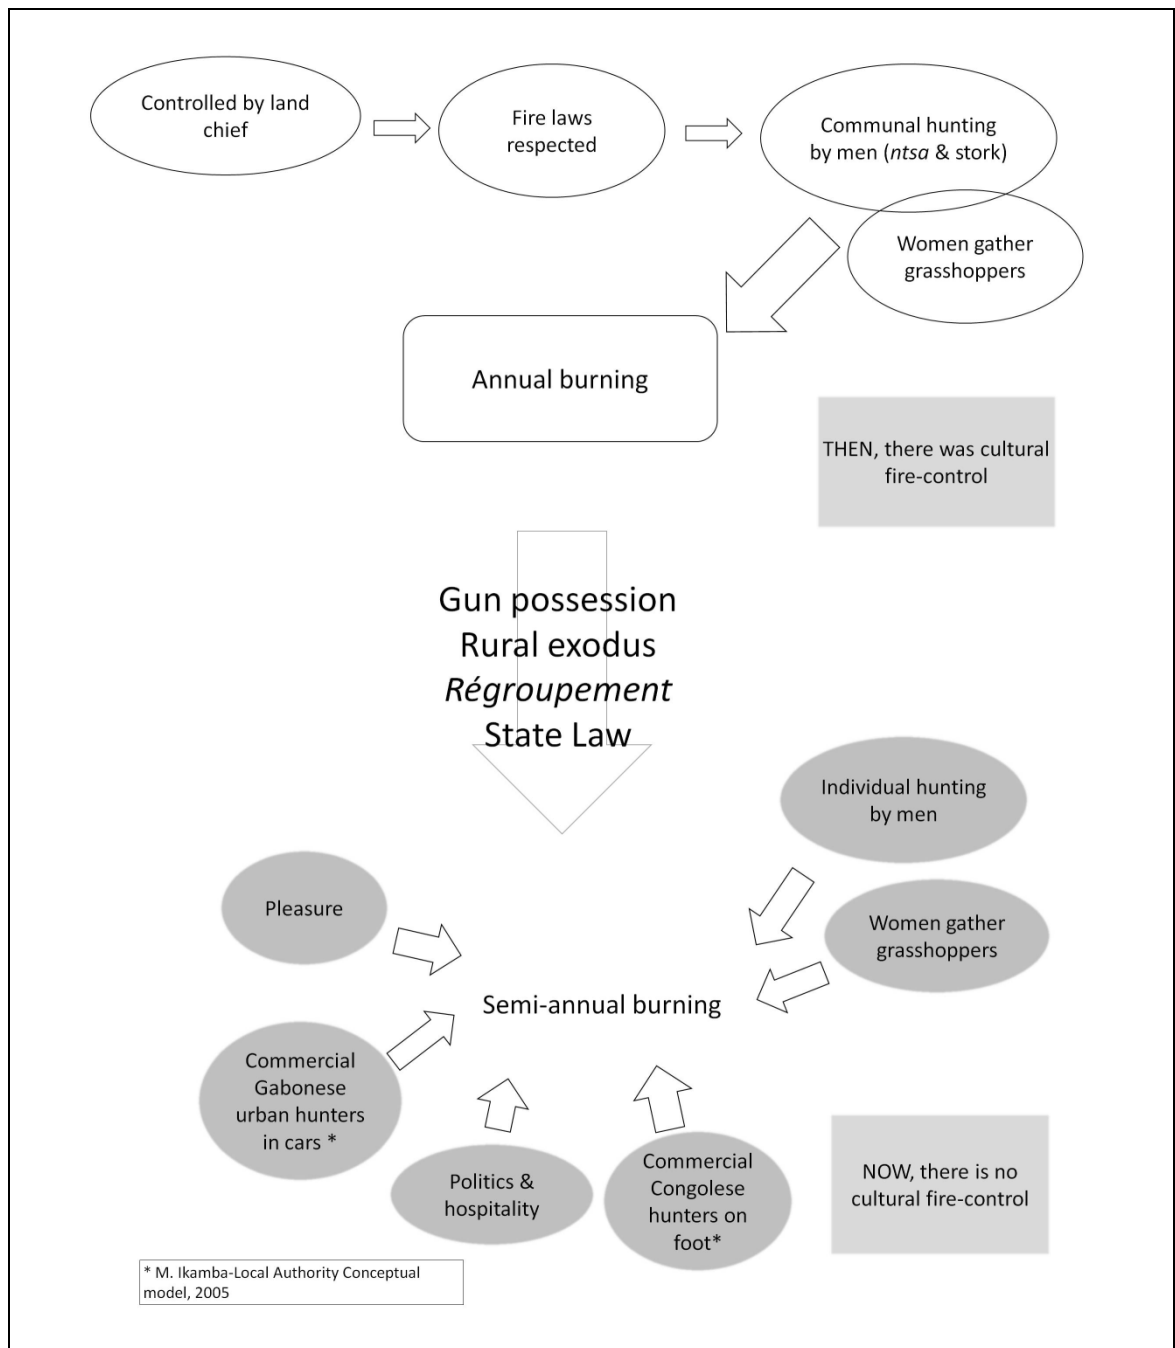 Controlled by land
chief
Fire laws
respected
Communal hunting
by men (ntsa & stork)
Women gather
grasshoppers
Annual burning
THEN, there was cultural
fire-control
Gun possession
Rural exodus
Régroupement
State Law
Individual hunting
by men
Pleasure
Women gather
grasshoppers
Semi-annual burning
Commercial
Gabonese
urban hunters
in cars *
Politics &
hospitality
Commercial
Congolese
hunters on
foot*
NOW, there is no
cultural fire-control
* M. Ikamba-Local Authority Conceptual
model, 2005